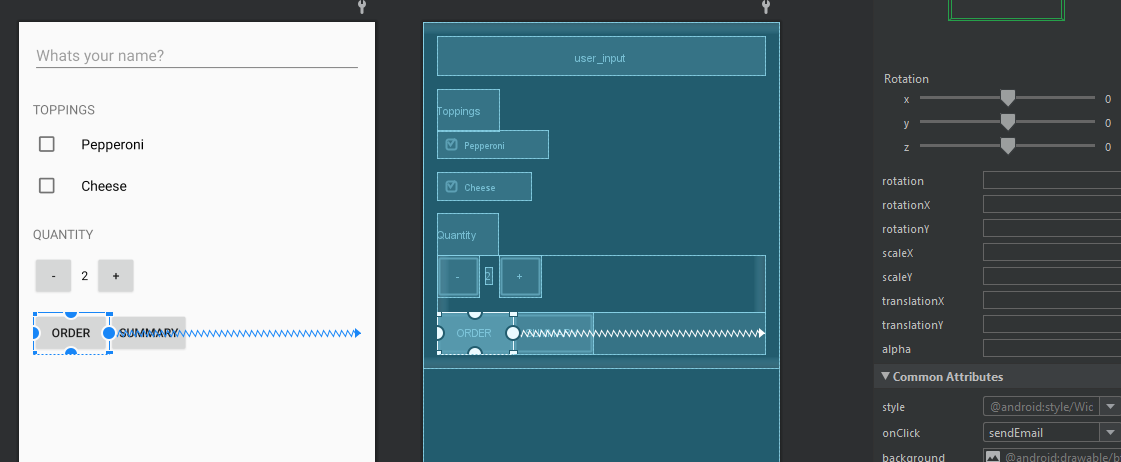 Whats your name?
TOPPINGS
Pepperoni
Cheese
QUANTITY
- 2 +
ORDER SUMMARY
user_input
Toppings
Pepperoni
Cheese
Quantity
- 2 +
ORDER SUMMARY
Rotation
x 0
y 0
z 0
rotation
rotationX
rotationY
scaleX
scaleY
translationX
translationY
alpha
Common Attributes
style @android:style/Wic
onClick sendEmail
background @android:drawable/b